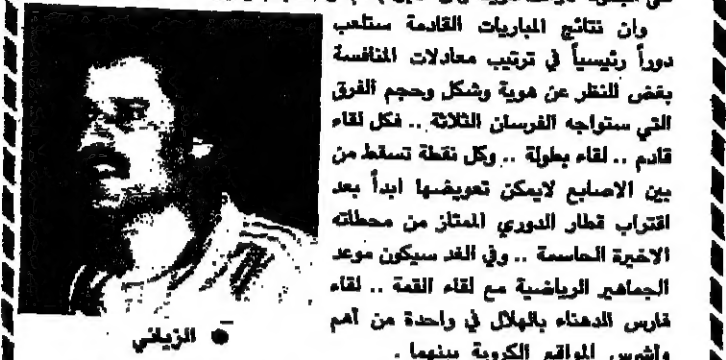 وان نتائج المباريات القادمة ستلعب
دوراً رئيسياً في ترتيب معادلات المنافسة
بغض النظر عن هوية وشكل وحجم الفرق
التي ستواجه الفرسان الثلاثة .. فكل لقاء
قادم .. لقاء بطولة .. وكل نقطة تسقط من
بين الاصابع لايمكن تعويضها ابداً بعد
اقتراب قطار الدوري الممتاز من محطلته
الاخيرة الحاسمة .. وفي الغد سيكون موعد
الجماهير الرياضية مع لقاء القمة .. لقاء
فارس الدهناء بالهلال في واحدة من أهم
واشرس المواقع الكروية بينهما .
● الزياني